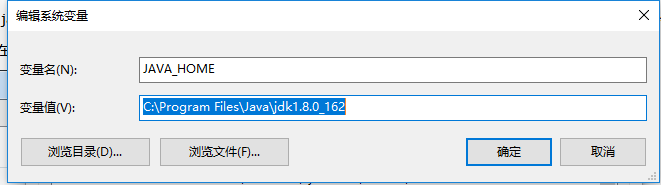 编辑系统变量
变量名(N):
JAVA_HOME
变量值(V):
C:\Program Files\Java\jdk1.8.0_162
浏览目录(D)...
浏览文件(F)...
确定
取消